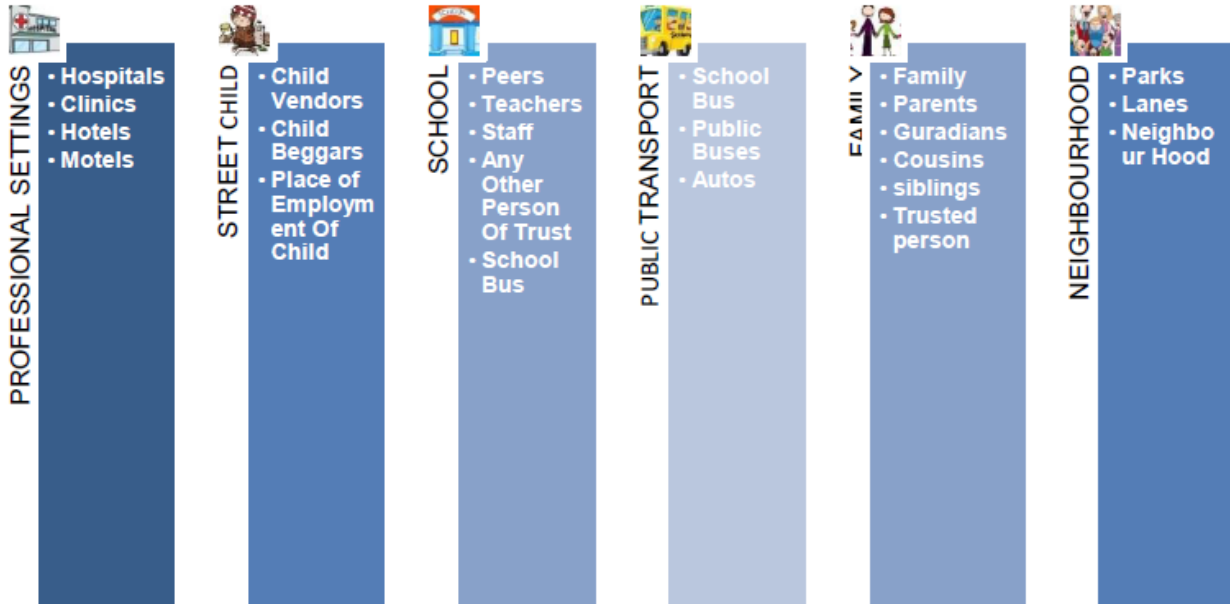 PROFESSIONAL SETTINGS
• Hospitals
• Clinics
• Hotels
• Motels
STREET CHILD
• Child
Vendors
• Child
Beggars
• Place of
Employm
ent Of
Child
SCHOOL
• Peers
• Teachers
• Staff
• Any
Other
Person
Of Trust
• School
Bus
PUBLIC TRANSPORT
• School
Bus
• Public
Buses
• Autos
FAMILY
• Family
• Parents
• Guradians
• Cousins
• siblings
• Trusted
person
NEIGHBOURHOOD
• Parks
• Lanes
• Neighbo
ur Hood